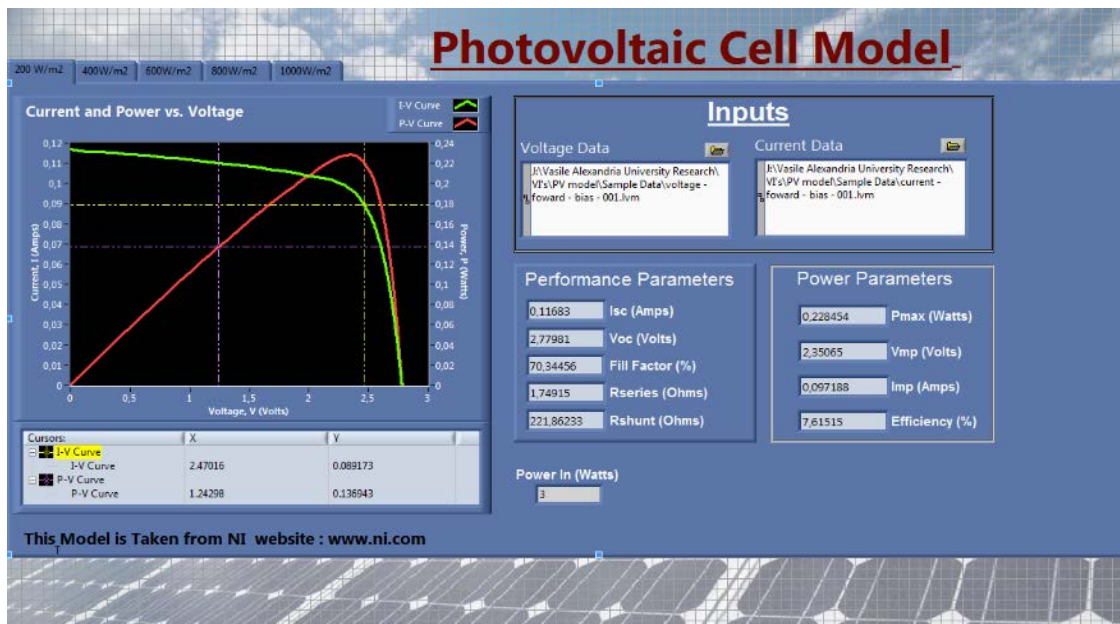 Photovoltaic Cell Model
200 W/m2
400W/m2
600W/m2
800W/m2
1000W/m2
Current and Power vs. Voltage
I-V Curve
P-V Curve
0,12
0,11
0,1
0,09
0,08
0,07
0,06
0,05
0,04
0,03
0,02
0,01
0
Current, I (Amps)
0,24
0,22
0,2
0,18
0,16
0,14
0,12
0,1
0,08
0,06
0,04
0,02
0
Power, P (Watts)
0
0,5
1
1,5
2
2,5
3
Voltage, V (Volts)
Cursors: X Y
I-V Curve
I-V Curve 2.47016 0.089173
P-V Curve
P-V Curve 1.24298 0.136943
Inputs
Voltage Data
J:\Vasile Alexandria University Research\
VI's\PV model\Sample Data\voltage -
foward - bias - 001.lvm
Current Data
J:\Vasile Alexandria University Research\
VI's\PV model\Sample Data\current -
foward - bias - 001.lvm
Performance Parameters
0,11683 Isc (Amps)
2,77981 Voc (Volts)
70,34456 Fill Factor (%)
1,74915 Rseries (Ohms)
221,86233 Rshunt (Ohms)
Power Parameters
0,228454 Pmax (Watts)
2,35065 Vmp (Volts)
0,097188 Imp (Amps)
7,61515 Efficiency (%)
Power In (Watts)
3
This Model is Taken from NI website : www.ni.com